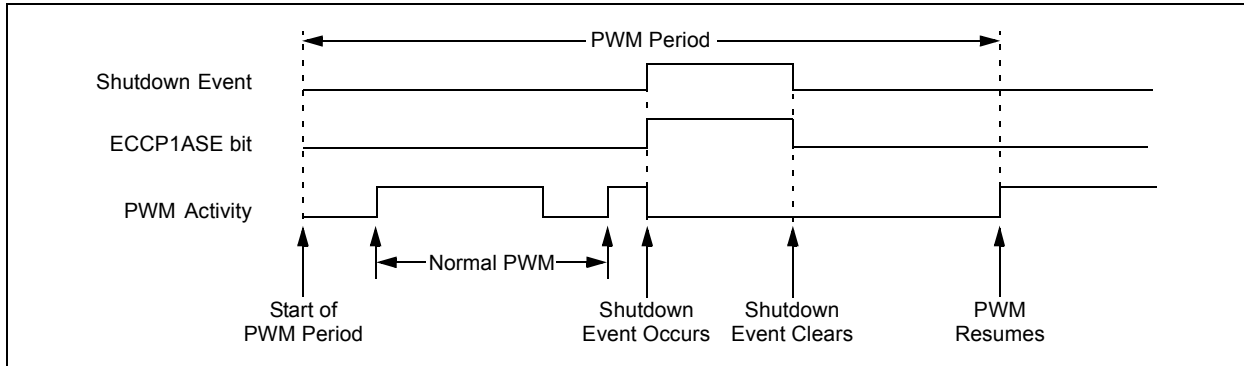 PWM Period
Shutdown Event
ECCP1ASE bit
PWM Activity
Normal PWM
Start of
PWM Period
Shutdown
Event Occurs
Shutdown
Event Clears
PWM
Resumes